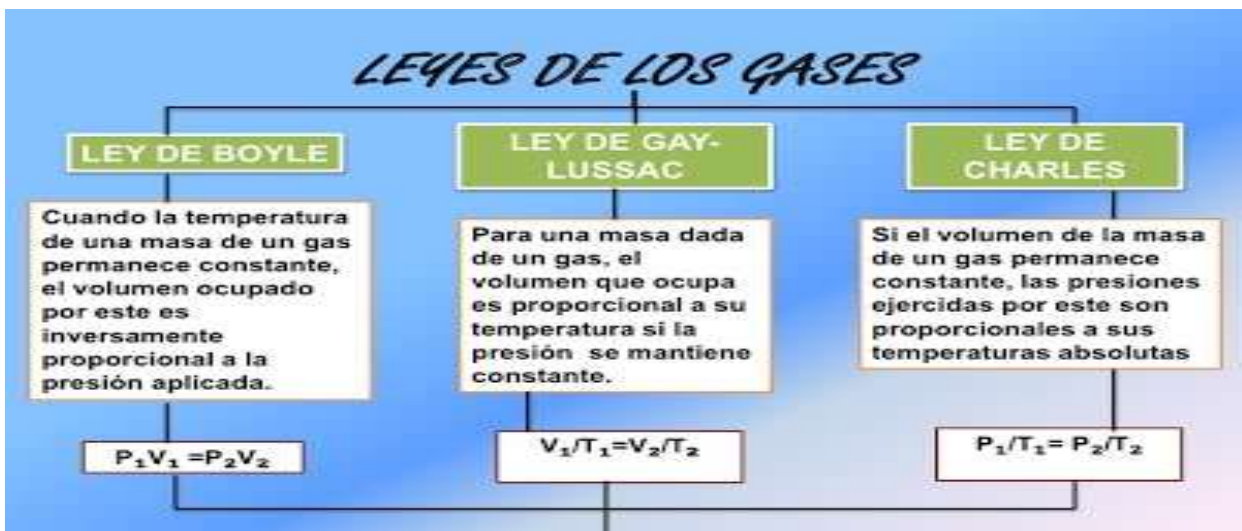 LEYES DE LOS GASES
LEY DE BOYLE
Cuando la temperatura
de una masa de un gas
permanece constante,
el volumen ocupado
por este es
inversamente
proporcional a la
presión aplicada.
P₁V₁ =P₂V₂
LEY DE GAY-
LUSSAC
Para una masa dada
de un gas, el
volumen que ocupa
es proporcional a su
temperatura si la
presión se mantiene
constante.
V₁/T₁=V₂/T₂
LEY DE
CHARLES
Si el volumen de la masa
de un gas permanece
constante, las presiones
ejercidas por este son
proporcionales a sus
temperaturas absolutas
P₁/T₁= P₂/T₂